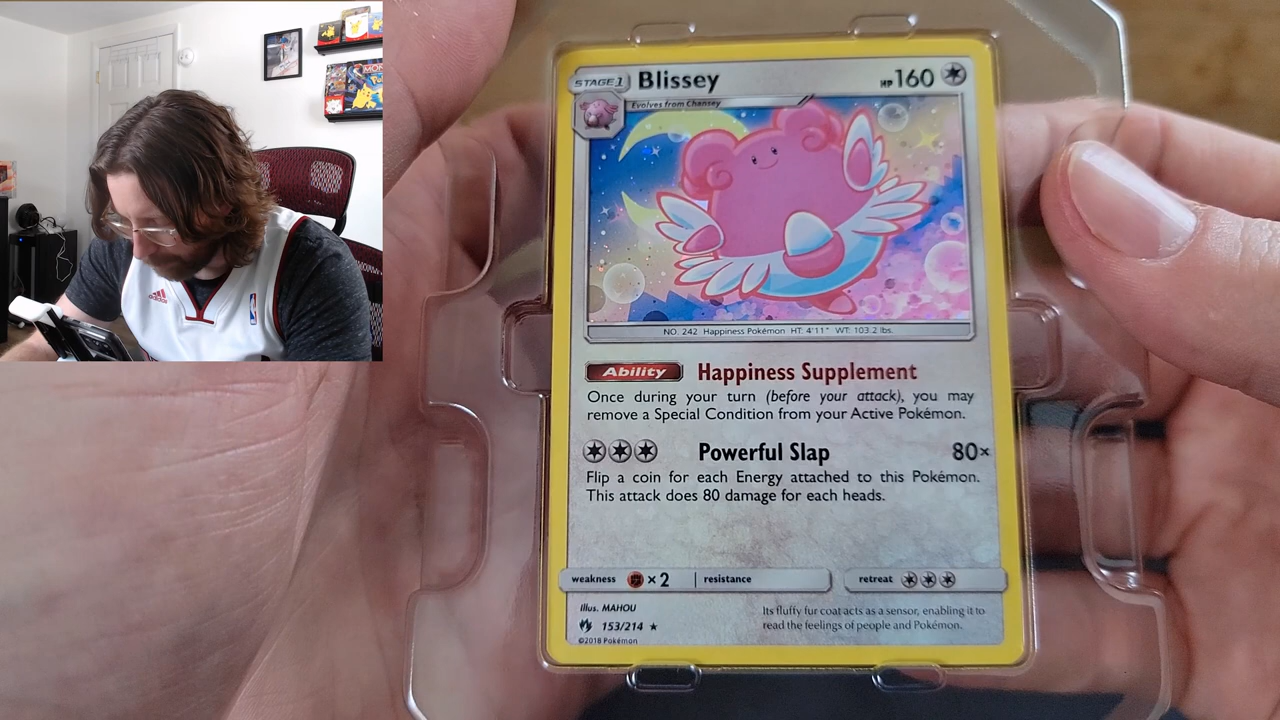 STAGE1 Blissey HP 160
Evolves from Chansey
NO. 242 Happiness Pokémon HT: 4'11" WT: 103.2 lbs.
Ability Happiness Supplement
Once during your turn (before your attack), you may
remove a Special Condition from your Active Pokémon.
Powerful Slap 80×
Flip a coin for each Energy attached to this Pokémon.
This attack does 80 damage for each heads.
weakness ×2 resistance retreat
Illus. MAHOU
153/214
©2018 Pokémon
Its fluffy fur coat acts as a sensor, enabling it to
read the feelings of people and Pokémon.
adidas